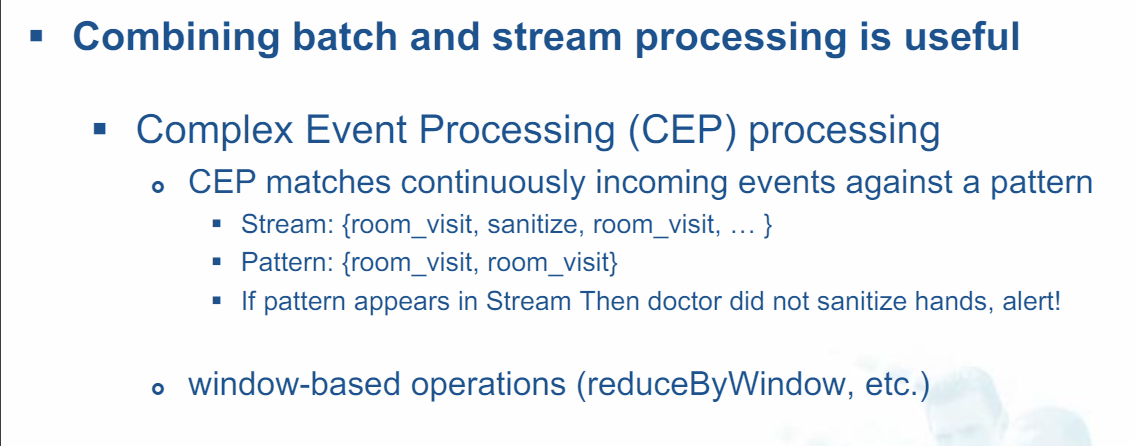 ▪ Combining batch and stream processing is useful
▪ Complex Event Processing (CEP) processing
o CEP matches continuously incoming events against a pattern
▪ Stream: {room_visit, sanitize, room_visit, … }
▪ Pattern: {room_visit, room_visit}
▪ If pattern appears in Stream Then doctor did not sanitize hands, alert!
o window-based operations (reduceByWindow, etc.)